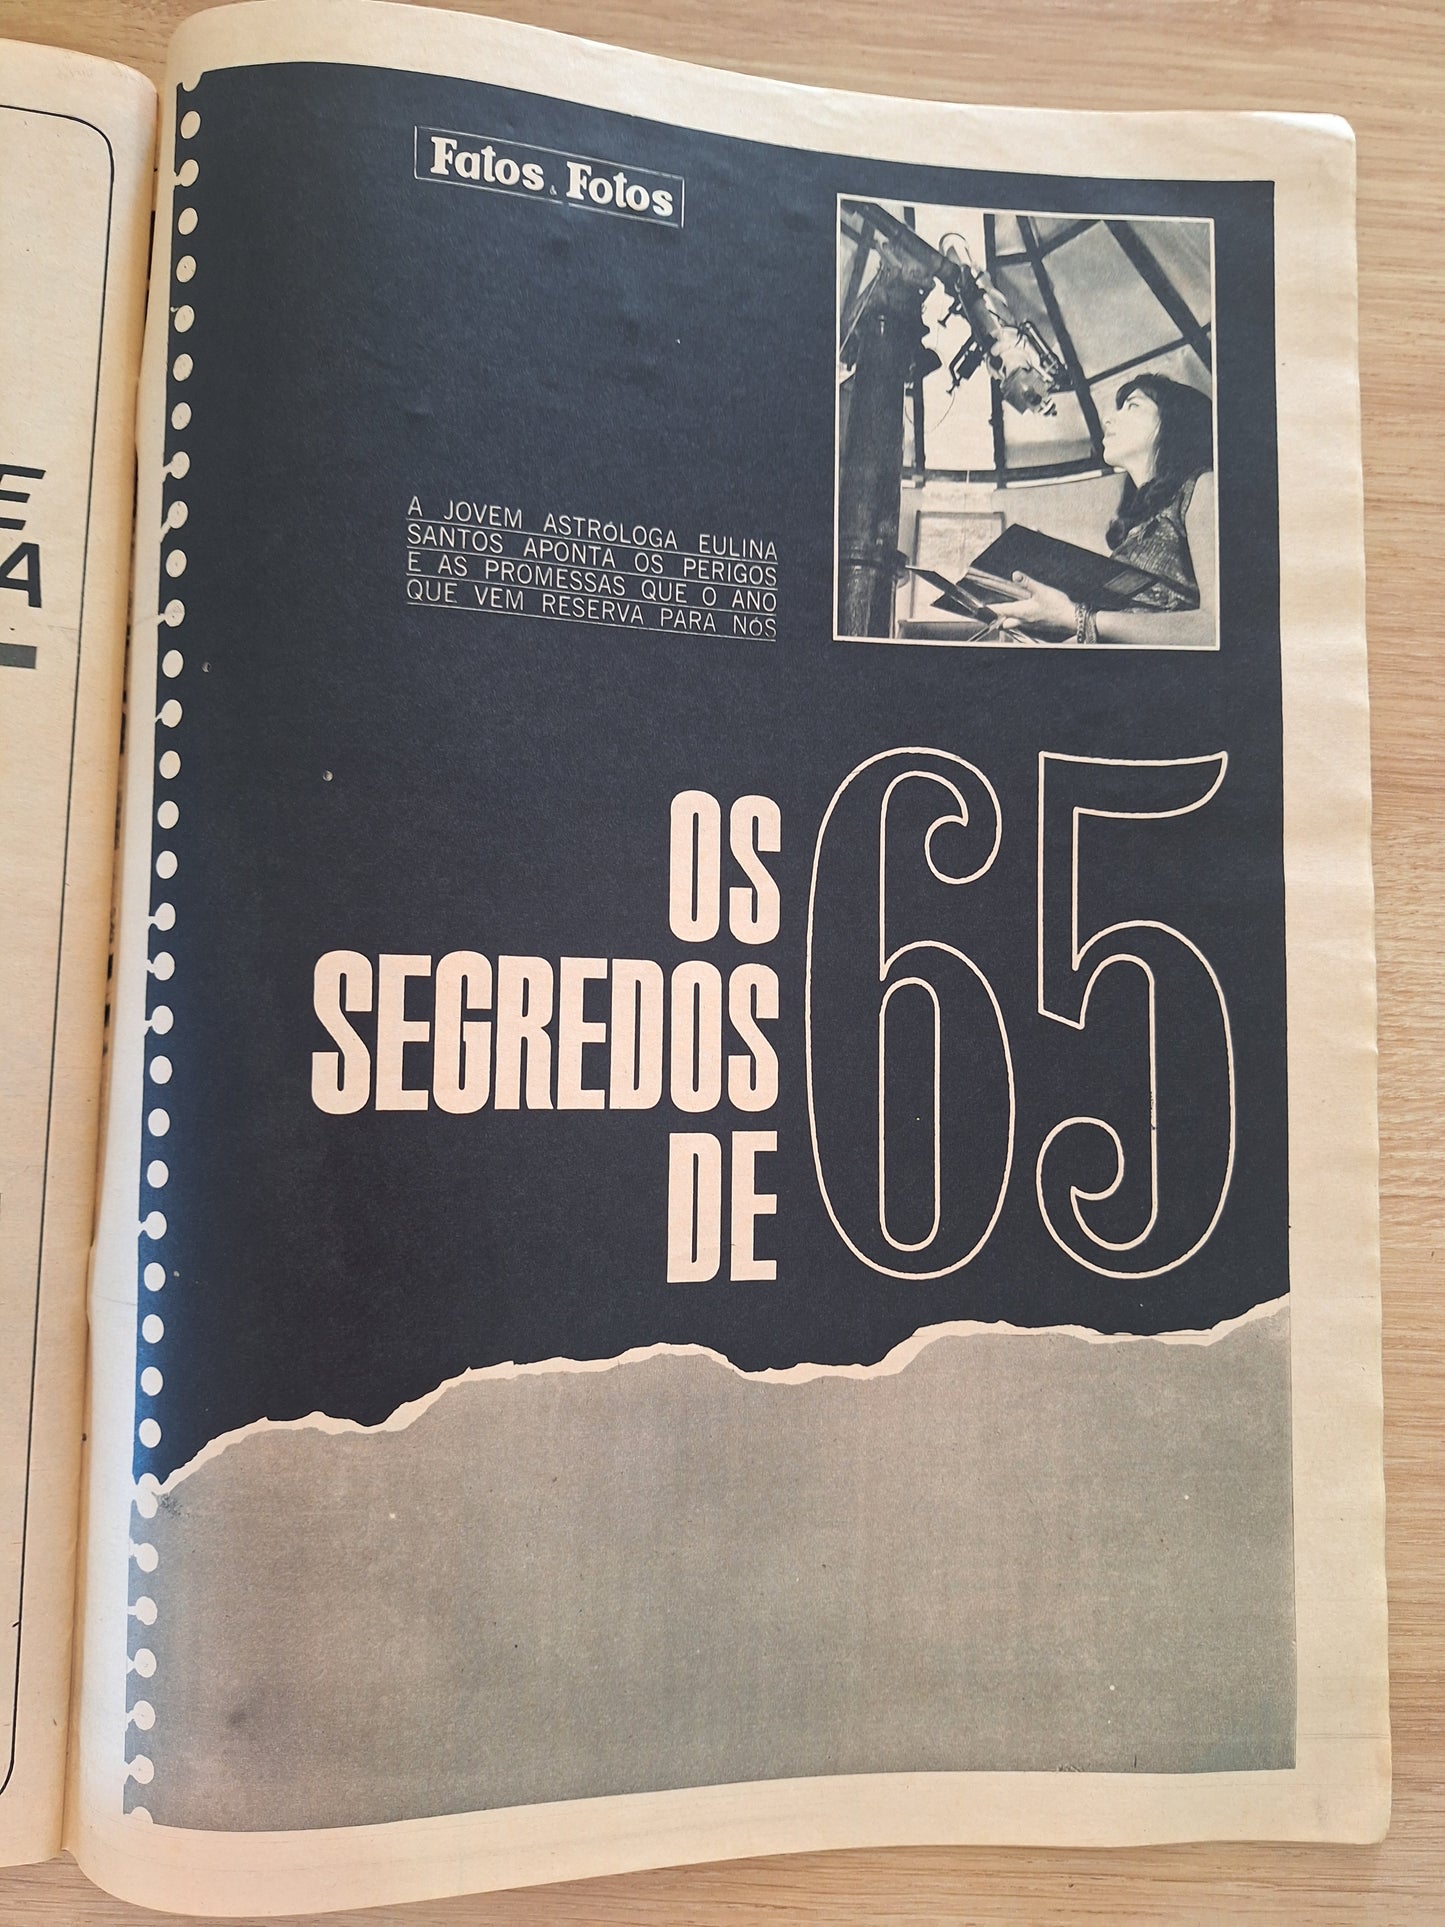 Fatos & Fotos
A JOVEM ASTRÓLOGA EULINA
SANTOS APONTA OS PERIGOS
E AS PROMESSAS QUE O ANO
QUE VEM RESERVA PARA NÓS
OS
SEGREDOS
DE
65
E
A